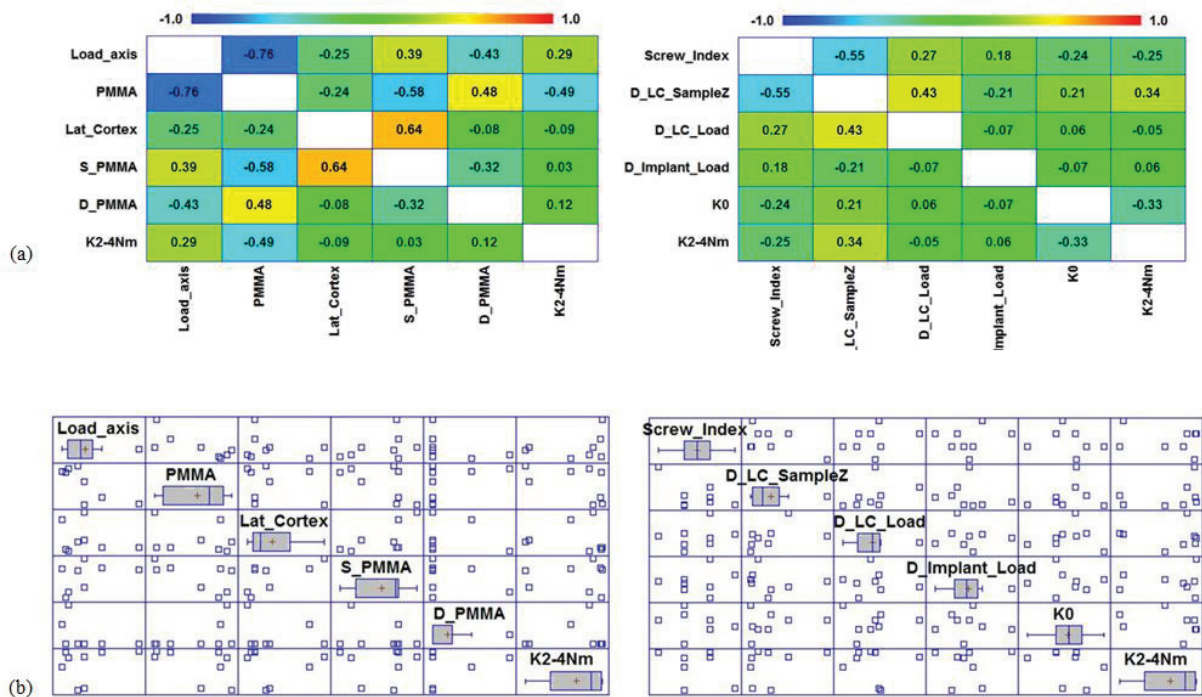 -1.0 1.0
Load_axis -0.76 -0.25 0.39 -0.43 0.29
PMMA -0.76 -0.24 -0.58 0.48 -0.49
Lat_Cortex -0.25 -0.24 0.64 -0.08 -0.09
S_PMMA 0.39 -0.58 0.64 -0.32 0.03
D_PMMA -0.43 0.48 -0.08 -0.32 0.12
K2-4Nm 0.29 -0.49 -0.09 0.03 0.12
(a)
Load_axis PMMA Lat_Cortex S_PMMA D_PMMA K2-4Nm
-1.0 1.0
Screw_Index -0.55 0.27 0.18 -0.24 -0.25
D_LC_SampleZ -0.55 0.43 -0.21 0.21 0.34
D_LC_Load 0.27 0.43 -0.07 0.06 -0.05
D_Implant_Load 0.18 -0.21 -0.07 -0.07 0.06
K0 -0.24 0.21 0.06 -0.07 -0.33
K2-4Nm -0.25 0.34 -0.05 0.06 -0.33
Screw_Index _LC_SampleZ D_LC_Load Implant_Load K0 K2-4Nm
Load_axis
PMMA
Lat_Cortex
S_PMMA
D_PMMA
K2-4Nm
(b)
Screw_Index
D_LC_SampleZ
D_LC_Load
D_Implant_Load
K0
K2-4Nm